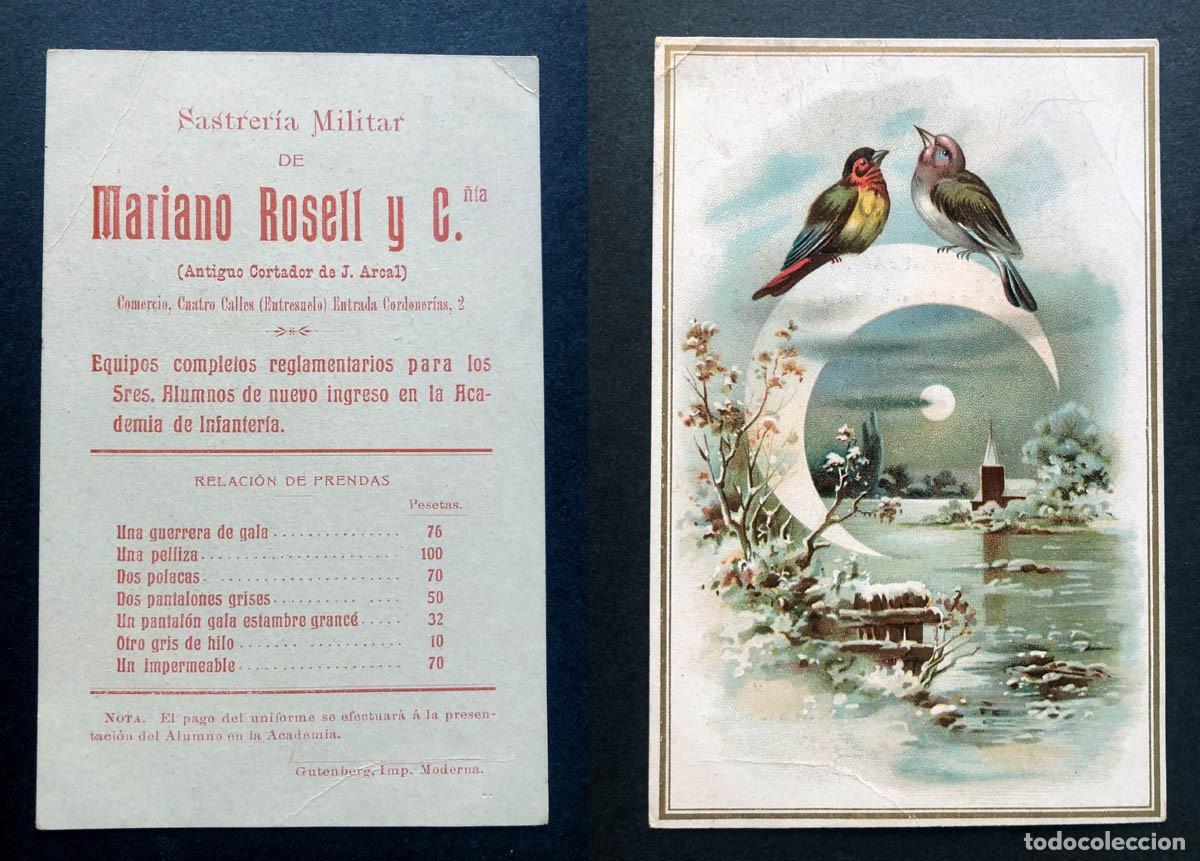 Sastrería Militar
DE
Mariano Rosell y C.ñía
(Antiguo Cortador de J. Arcal)
Comercio, Cuatro Calles (Entresuelo) Entrada Cordonerías, 2
Equipos completos reglamentarios para los
Sres. Alumnos de nuevo ingreso en la Aca-
demia de Infantería.
RELACIÓN DE PRENDAS
Pesetas.
Una guerrera de gala .............. 76
Una pelliza ...................... 100
Dos polacas ...................... 70
Dos pantalones grises ............. 50
Un pantalón gala estambre grancé ..... 32
Otro gris de hilo .................. 10
Un impermeable .................. 70
NOTA. El pago del uniforme se efectuará á la presen-
tación del Alumno en la Academia.
Gutenberg, Imp. Moderna.
todocoleccion